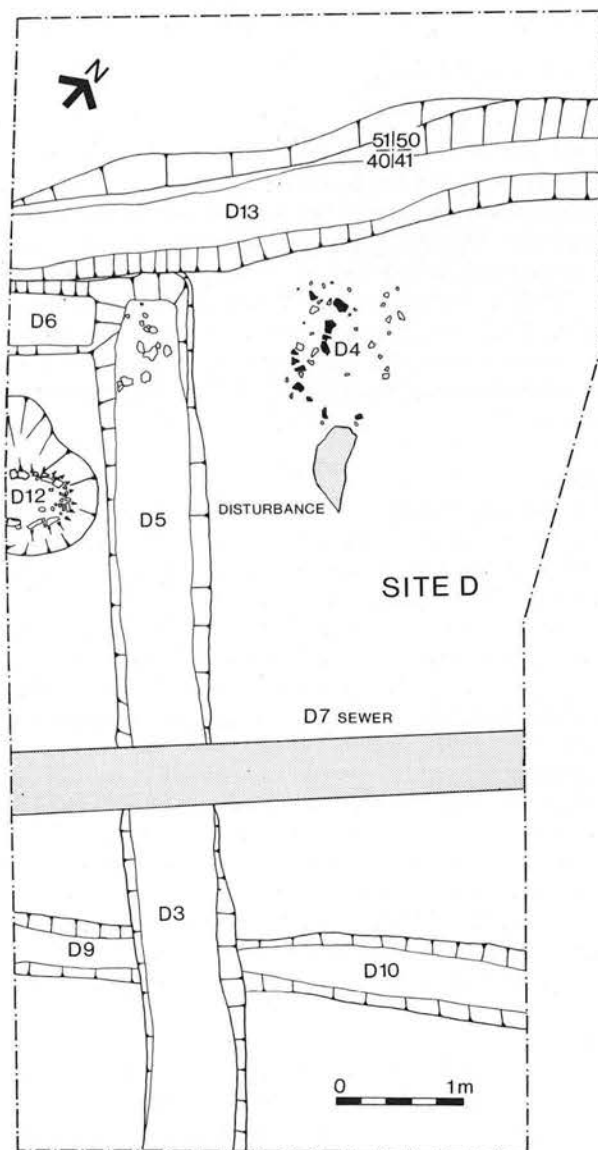 N
51|50
40|41
D13
D6
D4
D12
D5
DISTURBANCE
SITE D
D7 SEWER
D3
D9
D10
0 1m